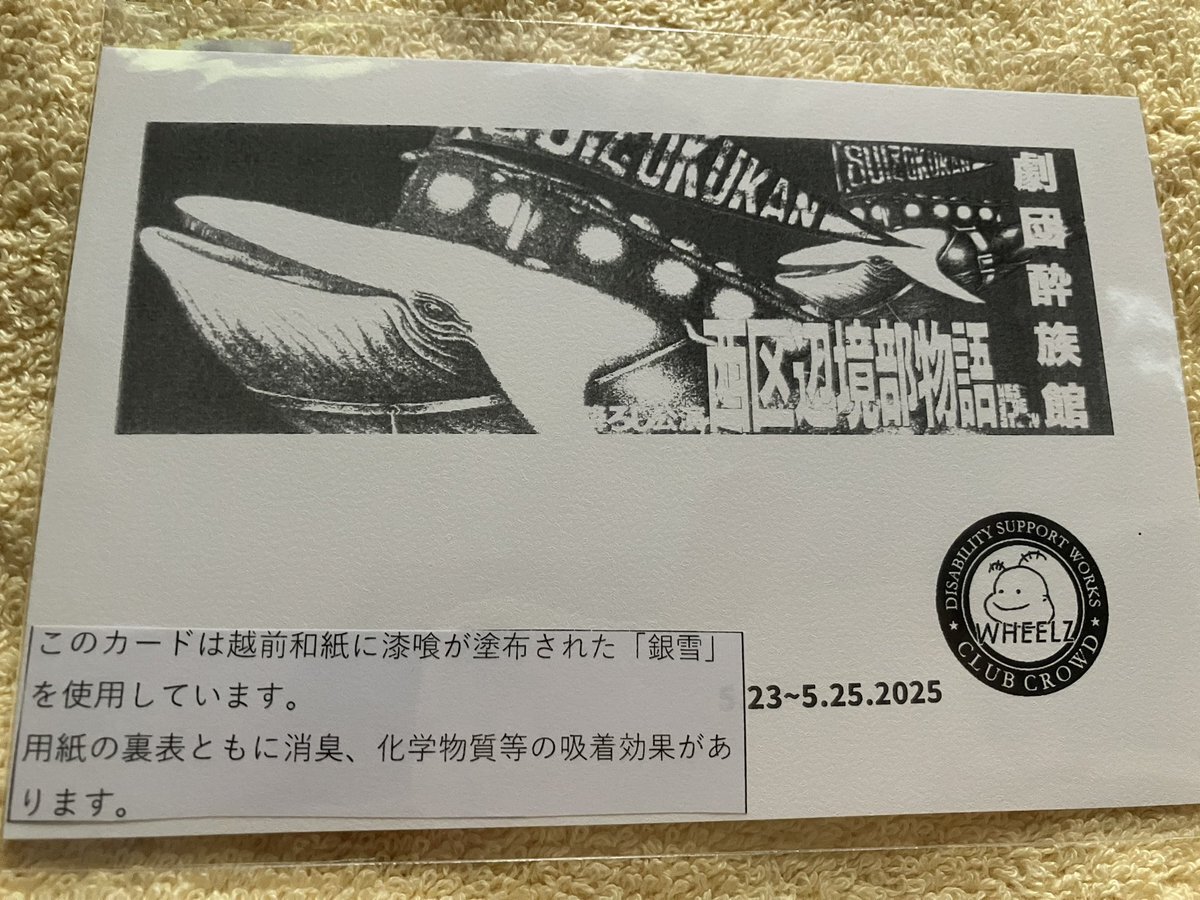 SUIZOKUKAN
劇団酔族館
西区辺境部物語
DISABILITY SUPPORT WORKS
WHEELZ
★ CLUB CROWD ★
23~5.25.2025
このカードは越前和紙に漆喰が塗布された「銀雪」
を使用しています。
用紙の裏表ともに消臭、化学物質等の吸着効果があ
ります。